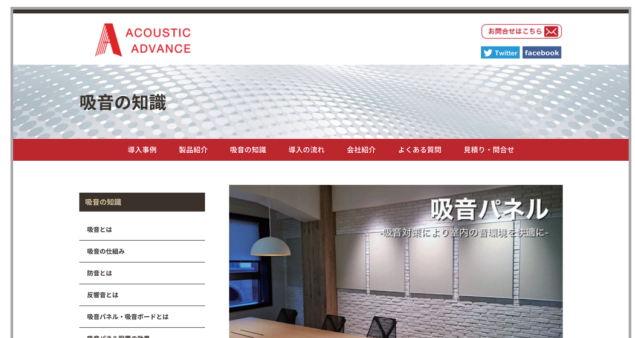 ACOUSTIC
ADVANCE
お問合せはこちら
Twitter facebook
吸音の知識
導入事例 製品紹介 吸音の知識 導入の流れ 会社紹介 よくある質問 見積り・問合せ
吸音の知識
吸音とは
吸音の仕組み
防音とは
反響音とは
吸音パネル・吸音ボードとは
吸音パネル
-吸音対策により室内の音環境を快適に-